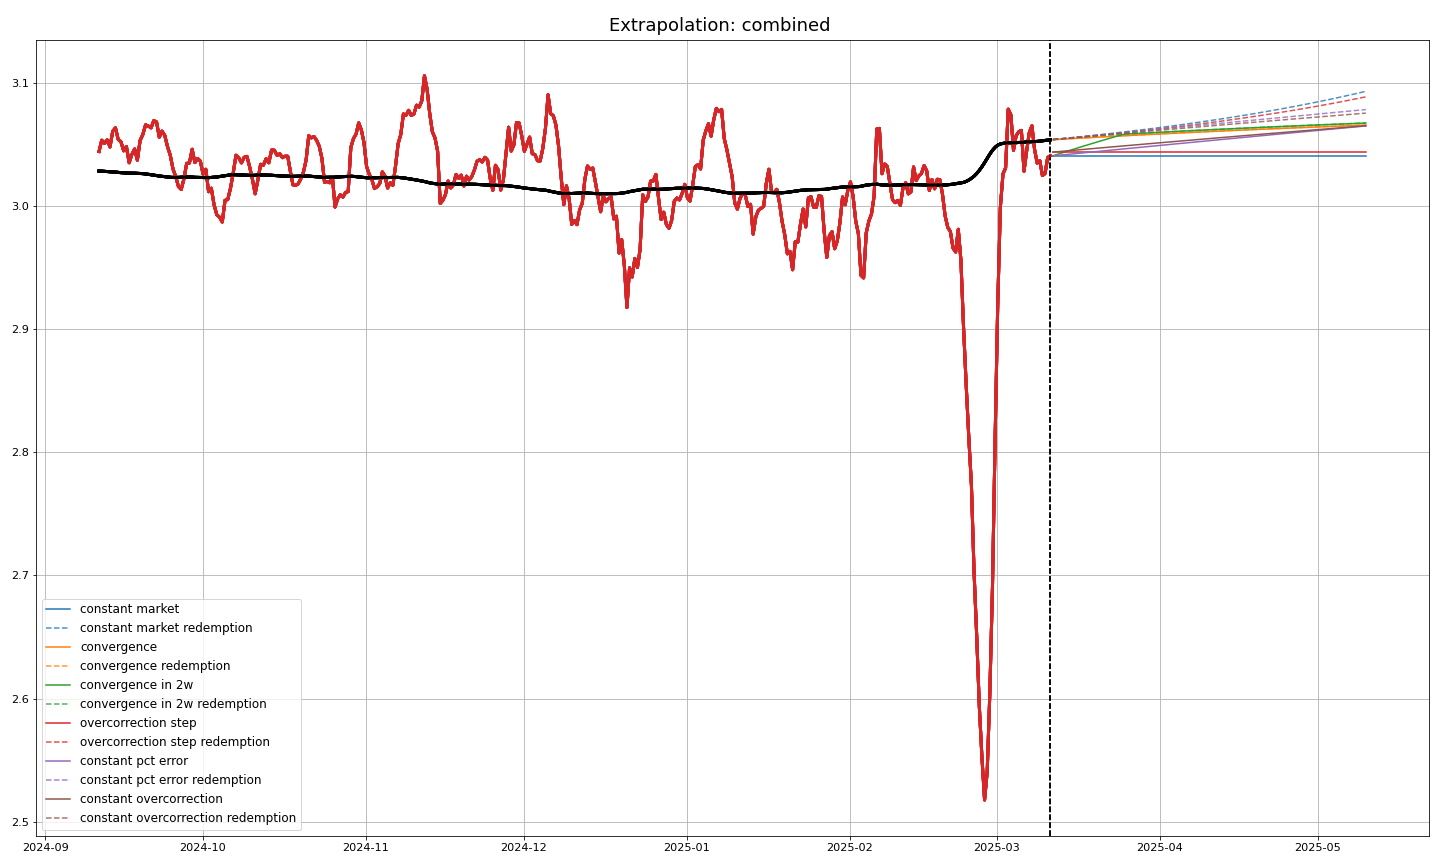 Extrapolation: combined
3.1
3.0
2.9
2.8
2.7
2.6
2.5
constant market
constant market redemption
convergence
convergence redemption
convergence in 2w
convergence in 2w redemption
overcorrection step
overcorrection step redemption
constant pct error
constant pct error redemption
constant overcorrection
constant overcorrection redemption
2024-09 2024-10 2024-11 2024-12 2025-01 2025-02 2025-03 2025-04 2025-05